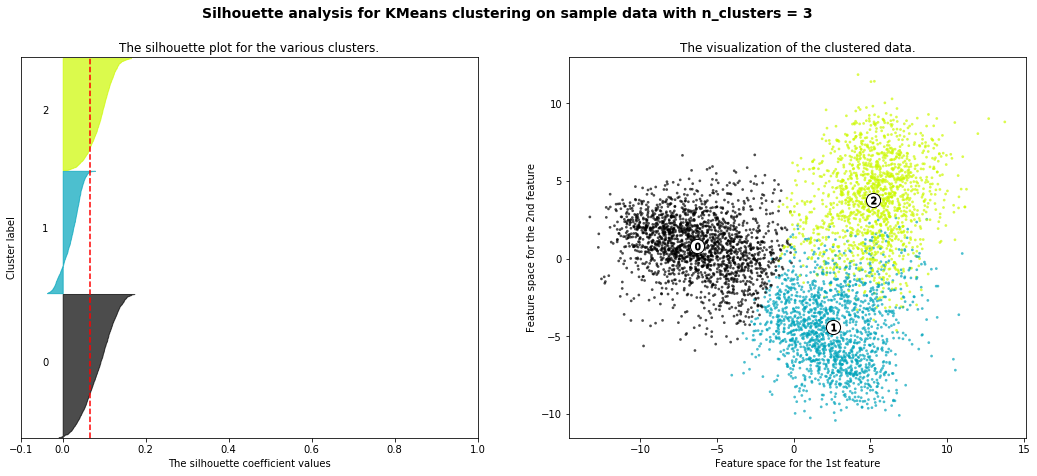 Silhouette analysis for KMeans clustering on sample data with n_clusters = 3
The silhouette plot for the various clusters.
2
1
0
Cluster label
−0.1 0.0 0.2 0.4 0.6 0.8 1.0
The silhouette coefficient values
The visualization of the clustered data.
10
5
0
−5
−10
Feature space for the 2nd feature
2
0
1
−10 −5 0 5 10 15
Feature space for the 1st feature